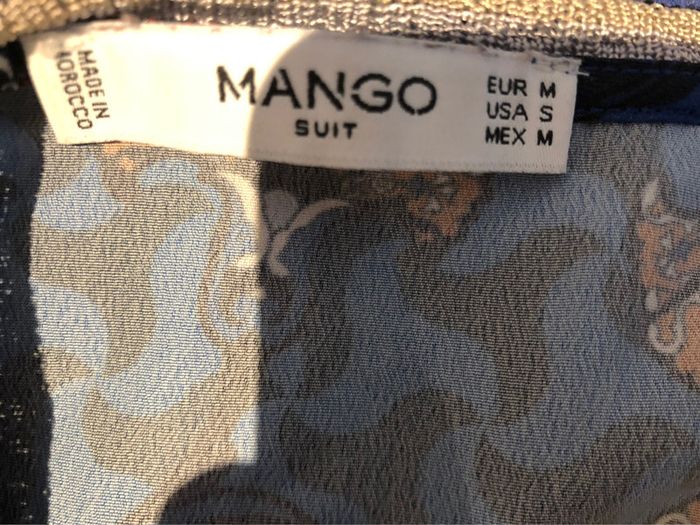 MADE IN
MOROCCO
MANGO
SUIT
EUR M
USA S
MEX M